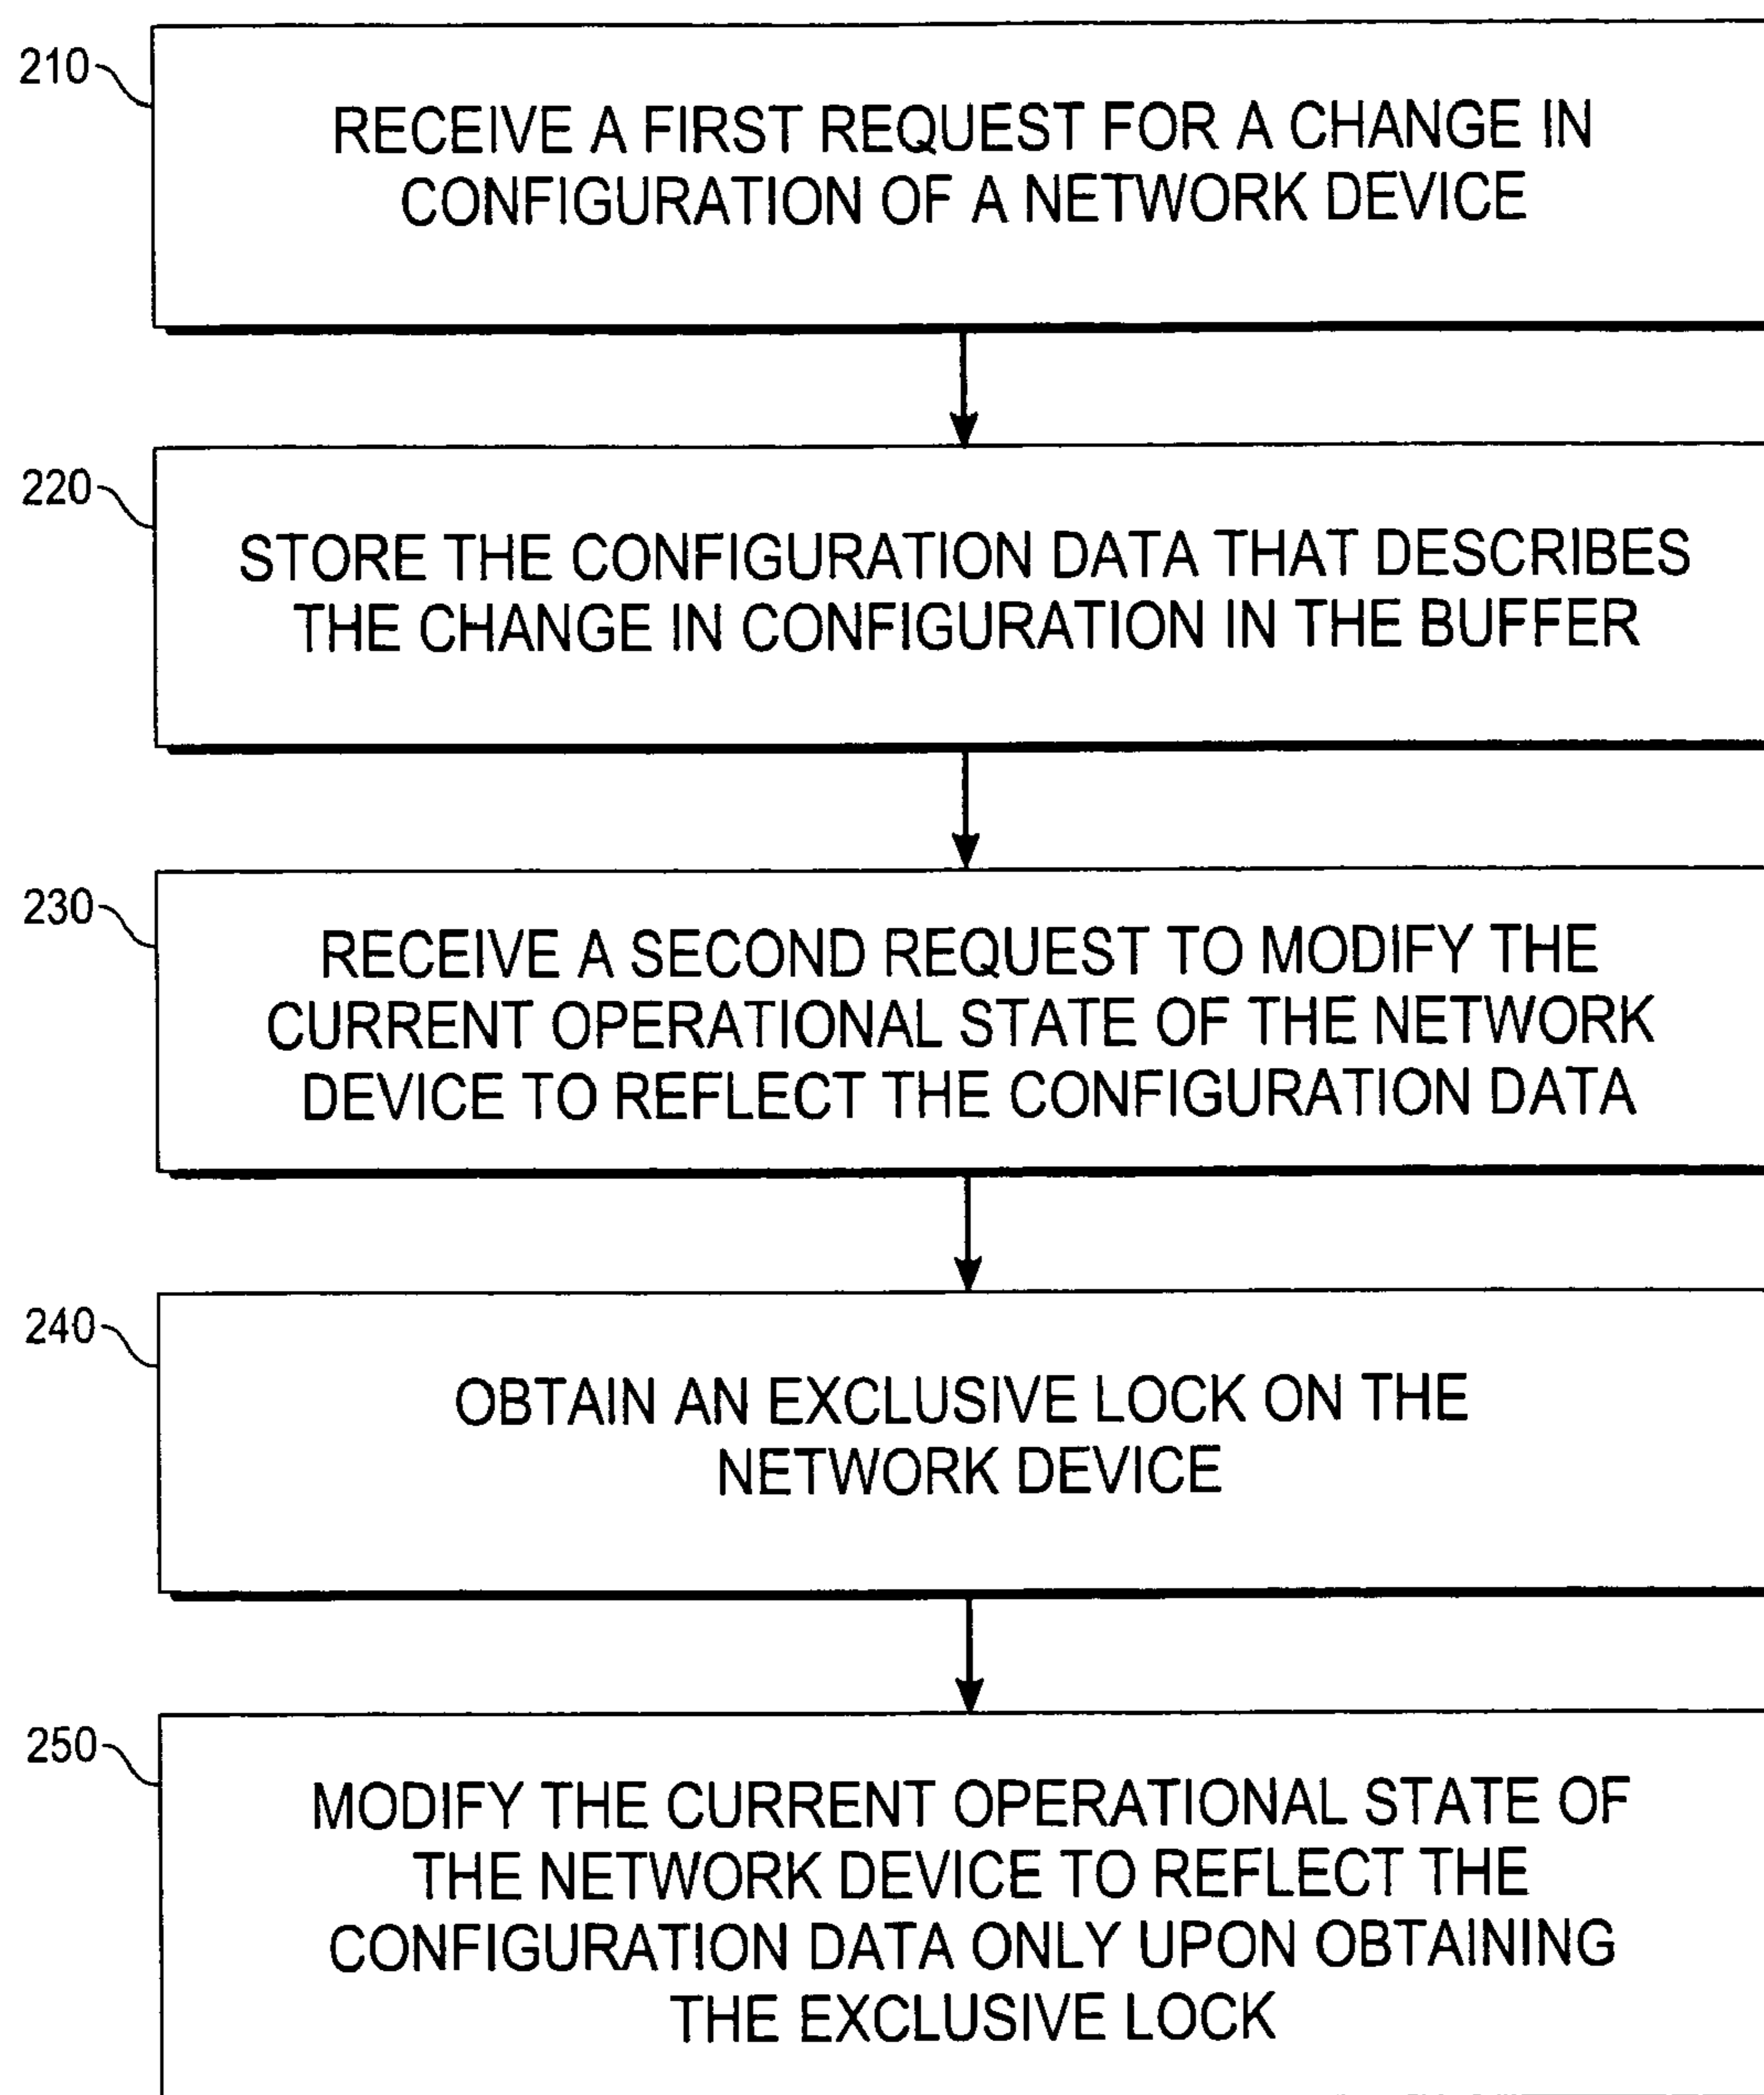 210
RECEIVE A FIRST REQUEST FOR A CHANGE IN
CONFIGURATION OF A NETWORK DEVICE
220
STORE THE CONFIGURATION DATA THAT DESCRIBES
THE CHANGE IN CONFIGURATION IN THE BUFFER
230
RECEIVE A SECOND REQUEST TO MODIFY THE
CURRENT OPERATIONAL STATE OF THE NETWORK
DEVICE TO REFLECT THE CONFIGURATION DATA
240
OBTAIN AN EXCLUSIVE LOCK ON THE
NETWORK DEVICE
250
MODIFY THE CURRENT OPERATIONAL STATE OF
THE NETWORK DEVICE TO REFLECT THE
CONFIGURATION DATA ONLY UPON OBTAINING
THE EXCLUSIVE LOCK